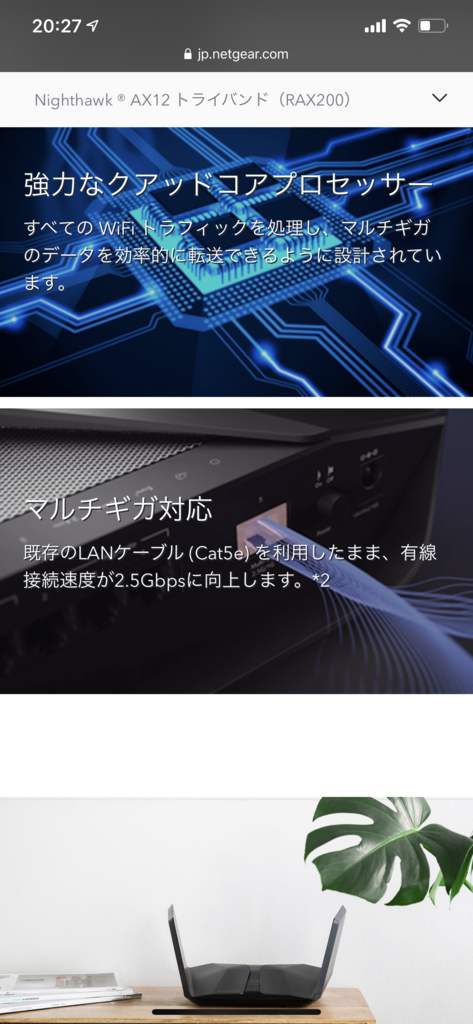 20:27
jp.netgear.com
Nighthawk ® AX12 トライバンド（RAX200）
強力なクアッドコアプロセッサー
すべての WiFi トラフィックを処理し、マルチギガ
のデータを効率的に転送できるように設計されてい
ます。
マルチギガ対応
既存のLANケーブル (Cat5e) を利用したまま、有線
接続速度が2.5Gbpsに向上します。*2